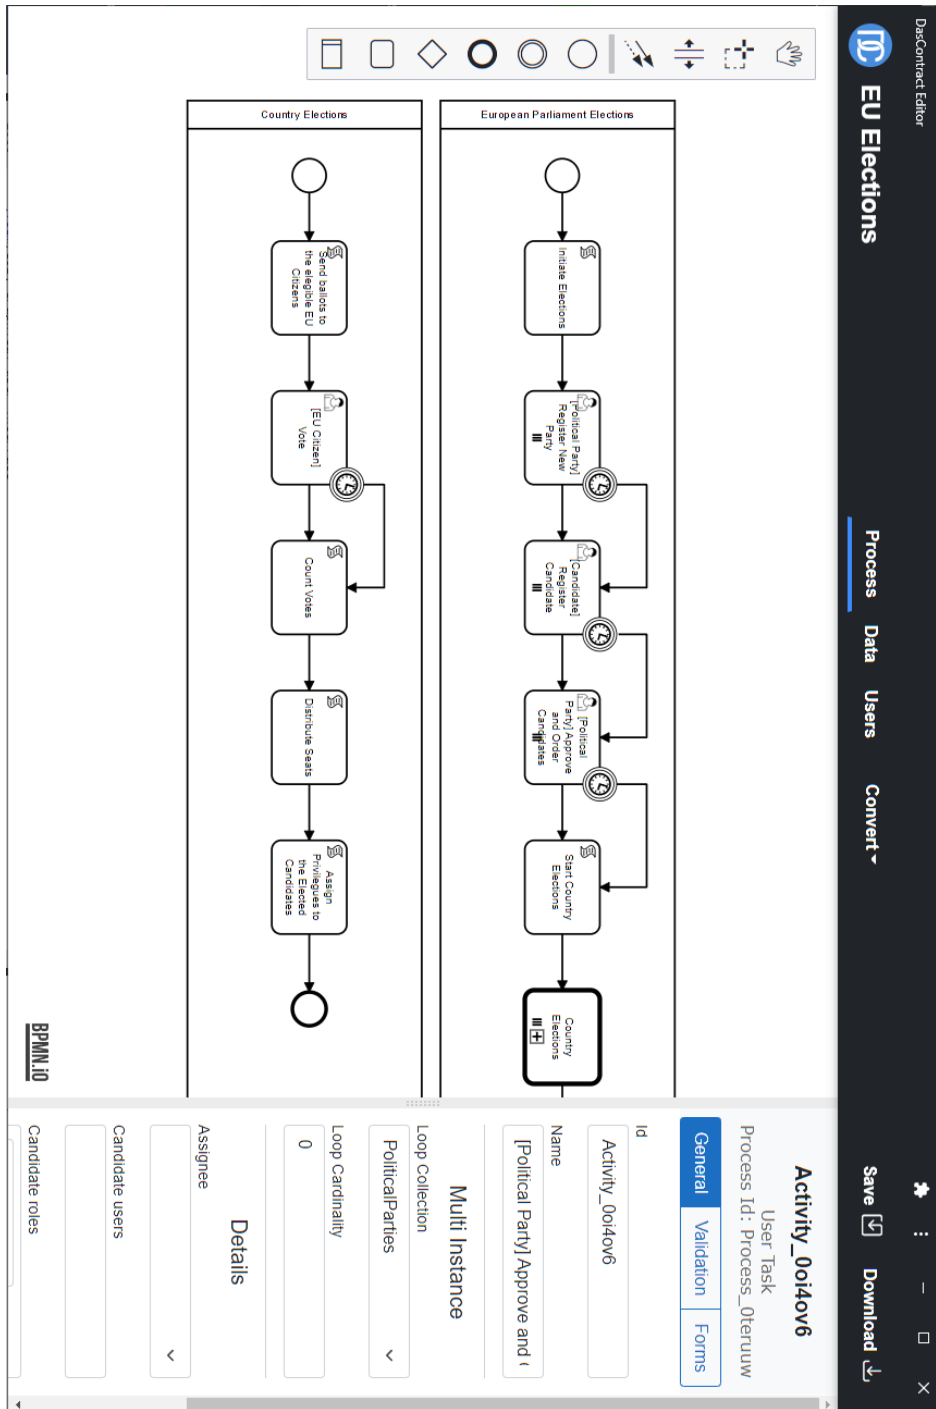 DasContract Editor
EU Elections
Process
Data
Users
Convert
Save
Download
European Parliament Elections
Initiate Elections
[Political Party]
Register New
Party
[Candidate]
Register
Candidate
[Political
Party] Approve
and Order
Candidates
Start Country
Elections
Country
Elections
Country Elections
Send ballots to
the elegible EU
Citizens
[EU Citizen]
Vote
Count Votes
Distribute Seats
Assign
Privilegues to
the Elected
Candidates
BPMN.iO
Activity_0oi4ov6
User Task
Process Id: Process_0teruuw
General
Validation
Forms
Id
Activity_0oi4ov6
Name
[Political Party] Approve and (
Multi Instance
Loop Collection
PoliticalParties
Loop Cardinality
0
Details
Assignee
Candidate users
Candidate roles